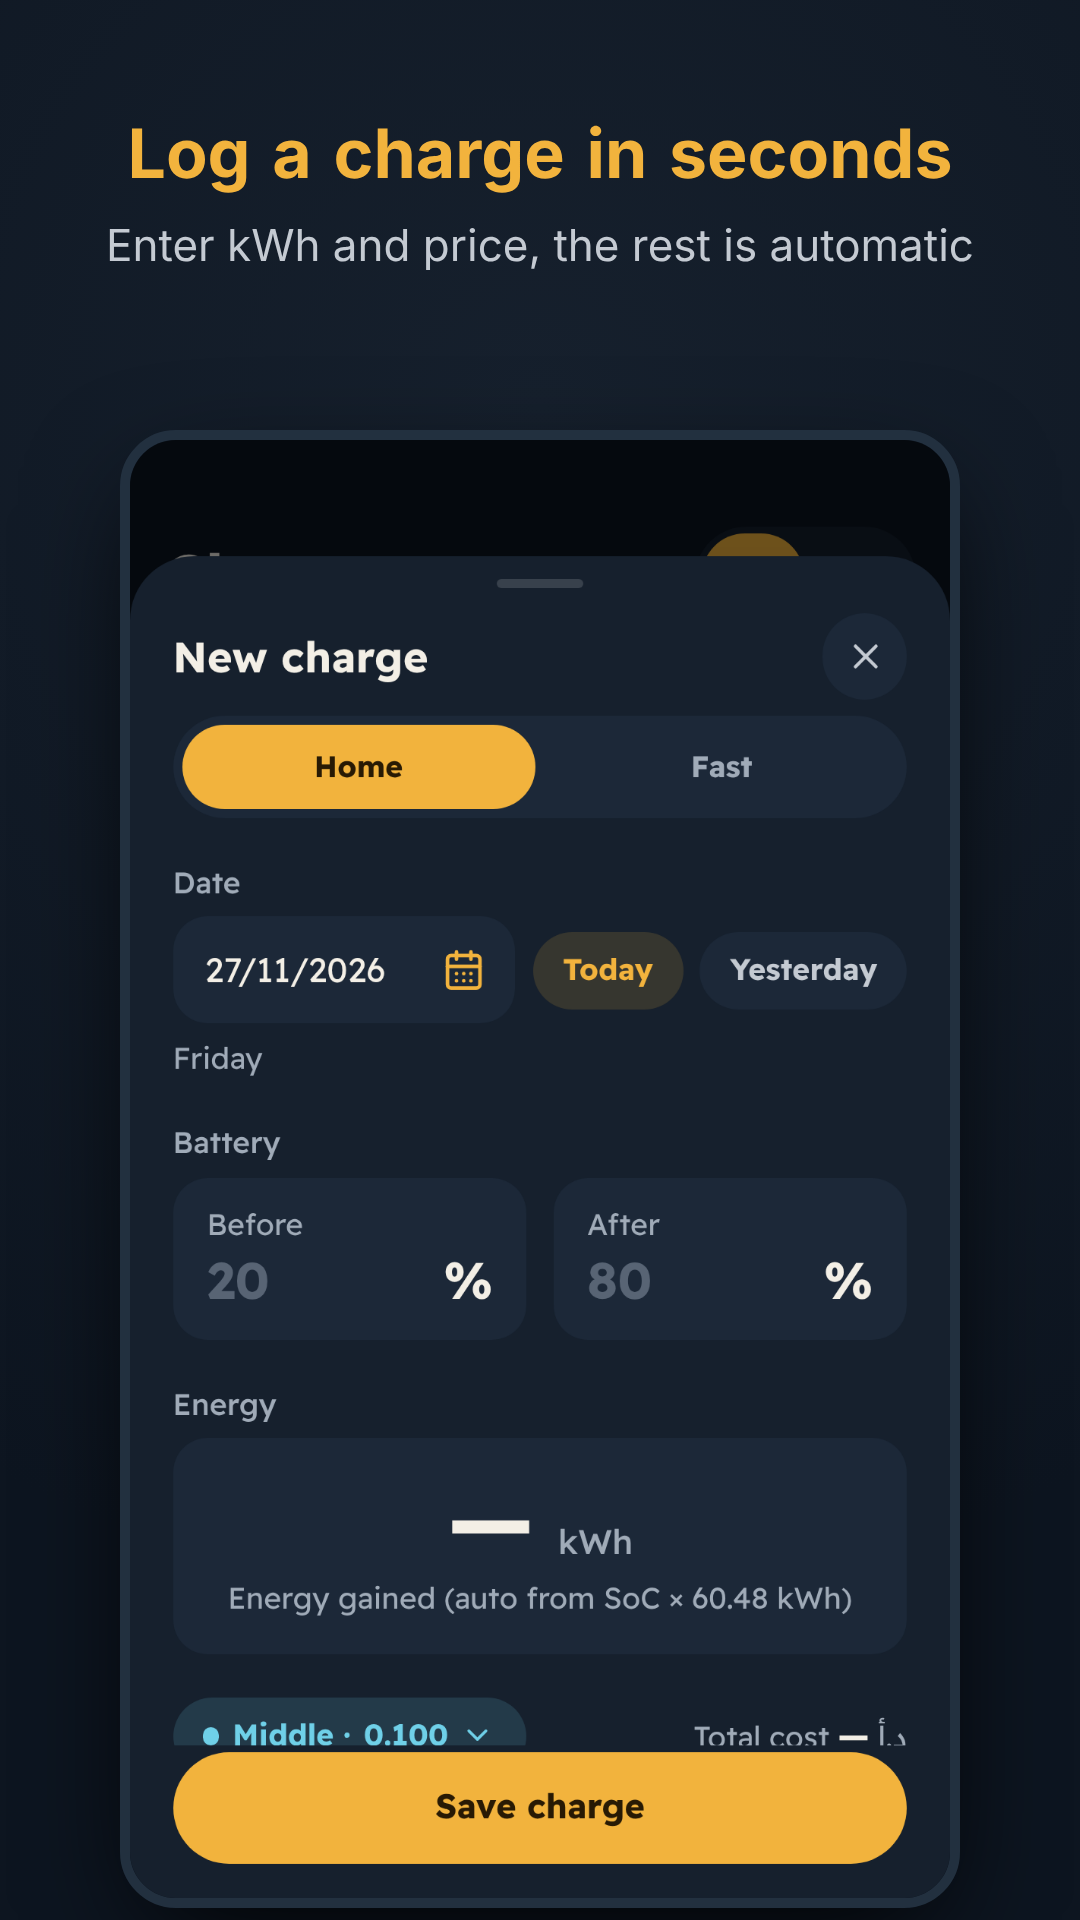 Log a charge in seconds
Enter kWh and price, the rest is automatic
New charge
Home Fast
Date
27/11/2026 Today Yesterday
Friday
Battery
Before After
20 % 80 %
Energy
— kWh
Energy gained (auto from SoC × 60.48 kWh)
Middle · 0.100 Total cost — د.أ
Save charge